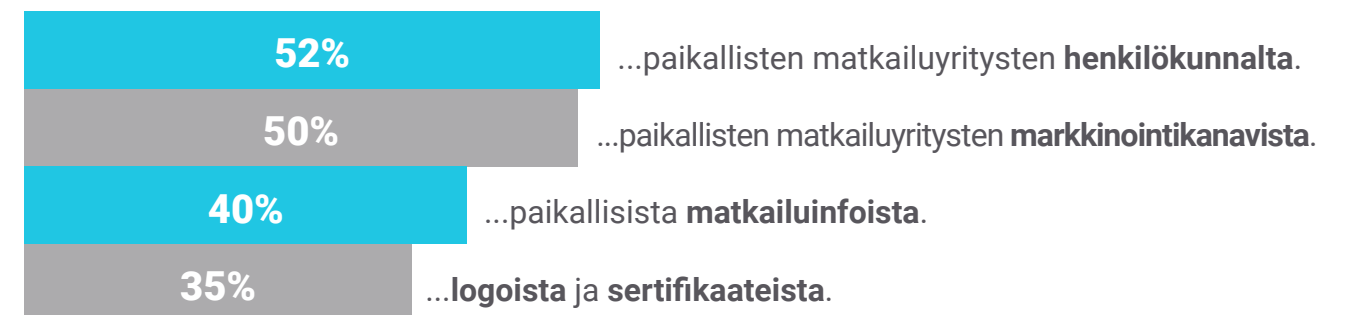 52% ...paikallisten matkailuyritysten henkilökunnalta.
50% ...paikallisten matkailuyritysten markkinointikanavista.
40% ...paikallisista matkailuinfoista.
35% ...logoista ja sertifikaateista.